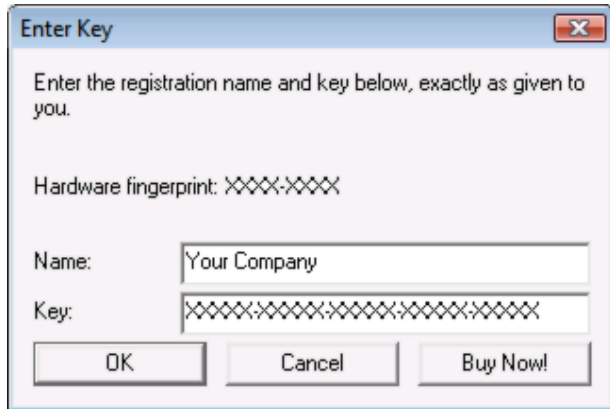 Enter Key
Enter the registration name and key below, exactly as given to
you.
Hardware fingerprint: XXXX-XXXX
Name: Your Company
Key: XXXXX-XXXXX-XXXXX-XXXXX-XXXXX
OK Cancel Buy Now!